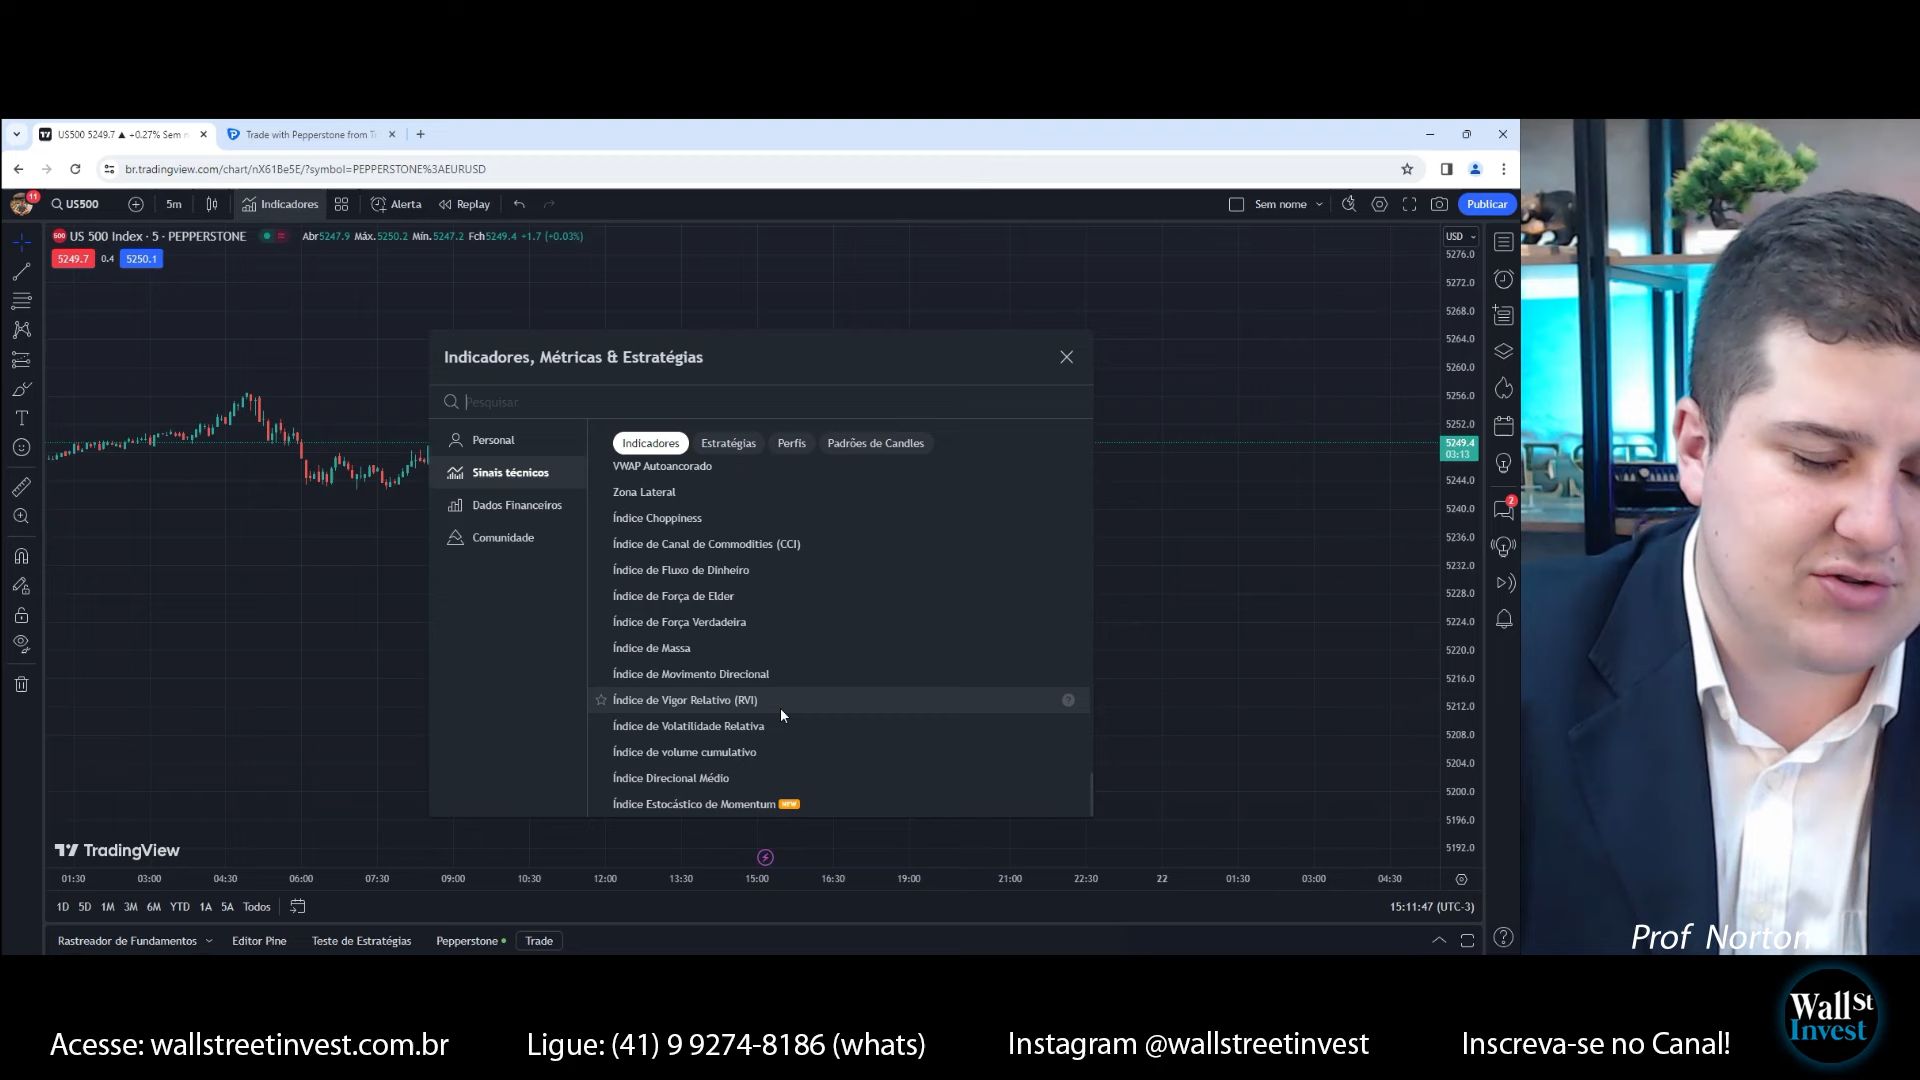 US500 5249.7 ▲ +0.27% Sem n
Trade with Pepperstone from T
br.tradingview.com/chart/nX61Be5E/?symbol=PEPPERSTONE%3AEURUSD
11
US500
5m
Indicadores
Alerta
Replay
Sem nome
Publicar
500 US 500 Index · 5 · PEPPERSTONE
Abr5247.9 Máx.5250.2 Mín.5247.2 Fch5249.4 +1.7 (+0.03%)
5249.7 0.4 5250.1
USD
5276.0
5272.0
5268.0
5264.0
5260.0
5256.0
5252.0
5249.4
03:13
5244.0
5240.0
5236.0
5232.0
5228.0
5224.0
5220.0
5216.0
5212.0
5208.0
5204.0
5200.0
5196.0
5192.0
2
Indicadores, Métricas & Estratégias
Pesquisar
Personal
Sinais técnicos
Dados Financeiros
Comunidade
Indicadores Estratégias Perfis Padrões de Candles
VWAP Autoancorado
Zona Lateral
Índice Choppiness
Índice de Canal de Commodities (CCI)
Índice de Fluxo de Dinheiro
Índice de Força de Elder
Índice de Força Verdadeira
Índice de Massa
Índice de Movimento Direcional
Índice de Vigor Relativo (RVI)
Índice de Volatilidade Relativa
Índice de volume cumulativo
Índice Direcional Médio
Índice Estocástico de Momentum NEW
TradingView
01:30 03:00 04:30 06:00 07:30 09:00 10:30 12:00 13:30 15:00 16:30 19:00 21:00 22:30 22 01:30 03:00 04:30
1D 5D 1M 3M 6M YTD 1A 5A Todos
15:11:47 (UTC-3)
Rastreador de Fundamentos Editor Pine Teste de Estratégias Pepperstone Trade
Prof Norton
Acesse: wallstreetinvest.com.br
Ligue: (41) 9 9274-8186 (whats)
Instagram @wallstreetinvest
Inscreva-se no Canal!
Wall St
Invest